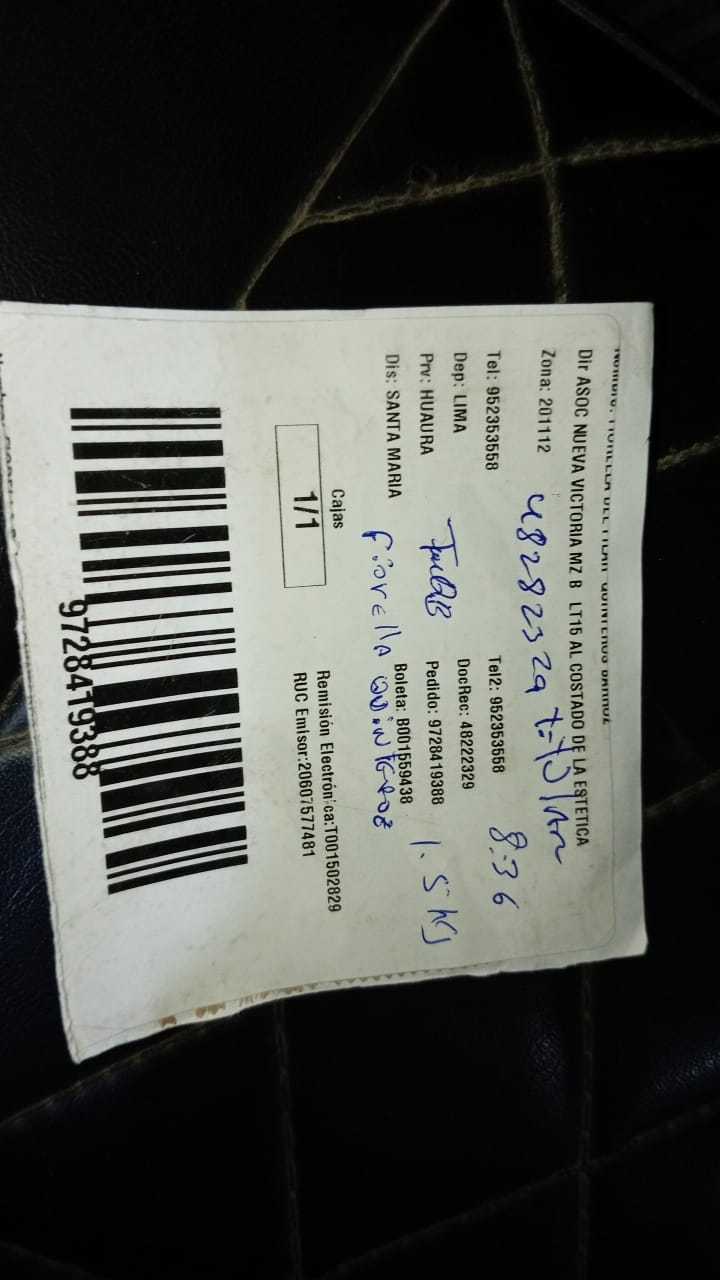 Dir ASOC NUEVA VICTORIA MZ B LT15 AL COSTADO DE LA ESTETICA
Zona: 201112
Tel: 952353558 Tel2: 952353558 8:36
Dep: LIMA DocRec: 48222329
Prv: HUAURA Pedido: 9728419388 1.5 kg
Dis: SANTA MARIA Boleta: B001559438
Fiorella Quinteros
Cajas Remisión Electrónica:T001502829
1/1 RUC Emisor:20607577481
9728419388